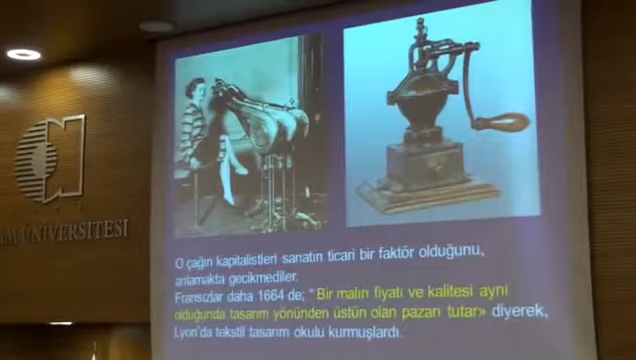 ÜNİVERSİTESİ
O çağın kapitalistleri sanatın ticari bir faktör olduğunu,
anlamakta gecikmediler.
Fransızlar daha 1664 de; "Bir malın fiyatı ve kalitesi ayni
olduğunda tasarım yönünden üstün olan pazarı tutar» diyerek,
Lyon'da tekstil tasarım okulu kurmuşlardı.